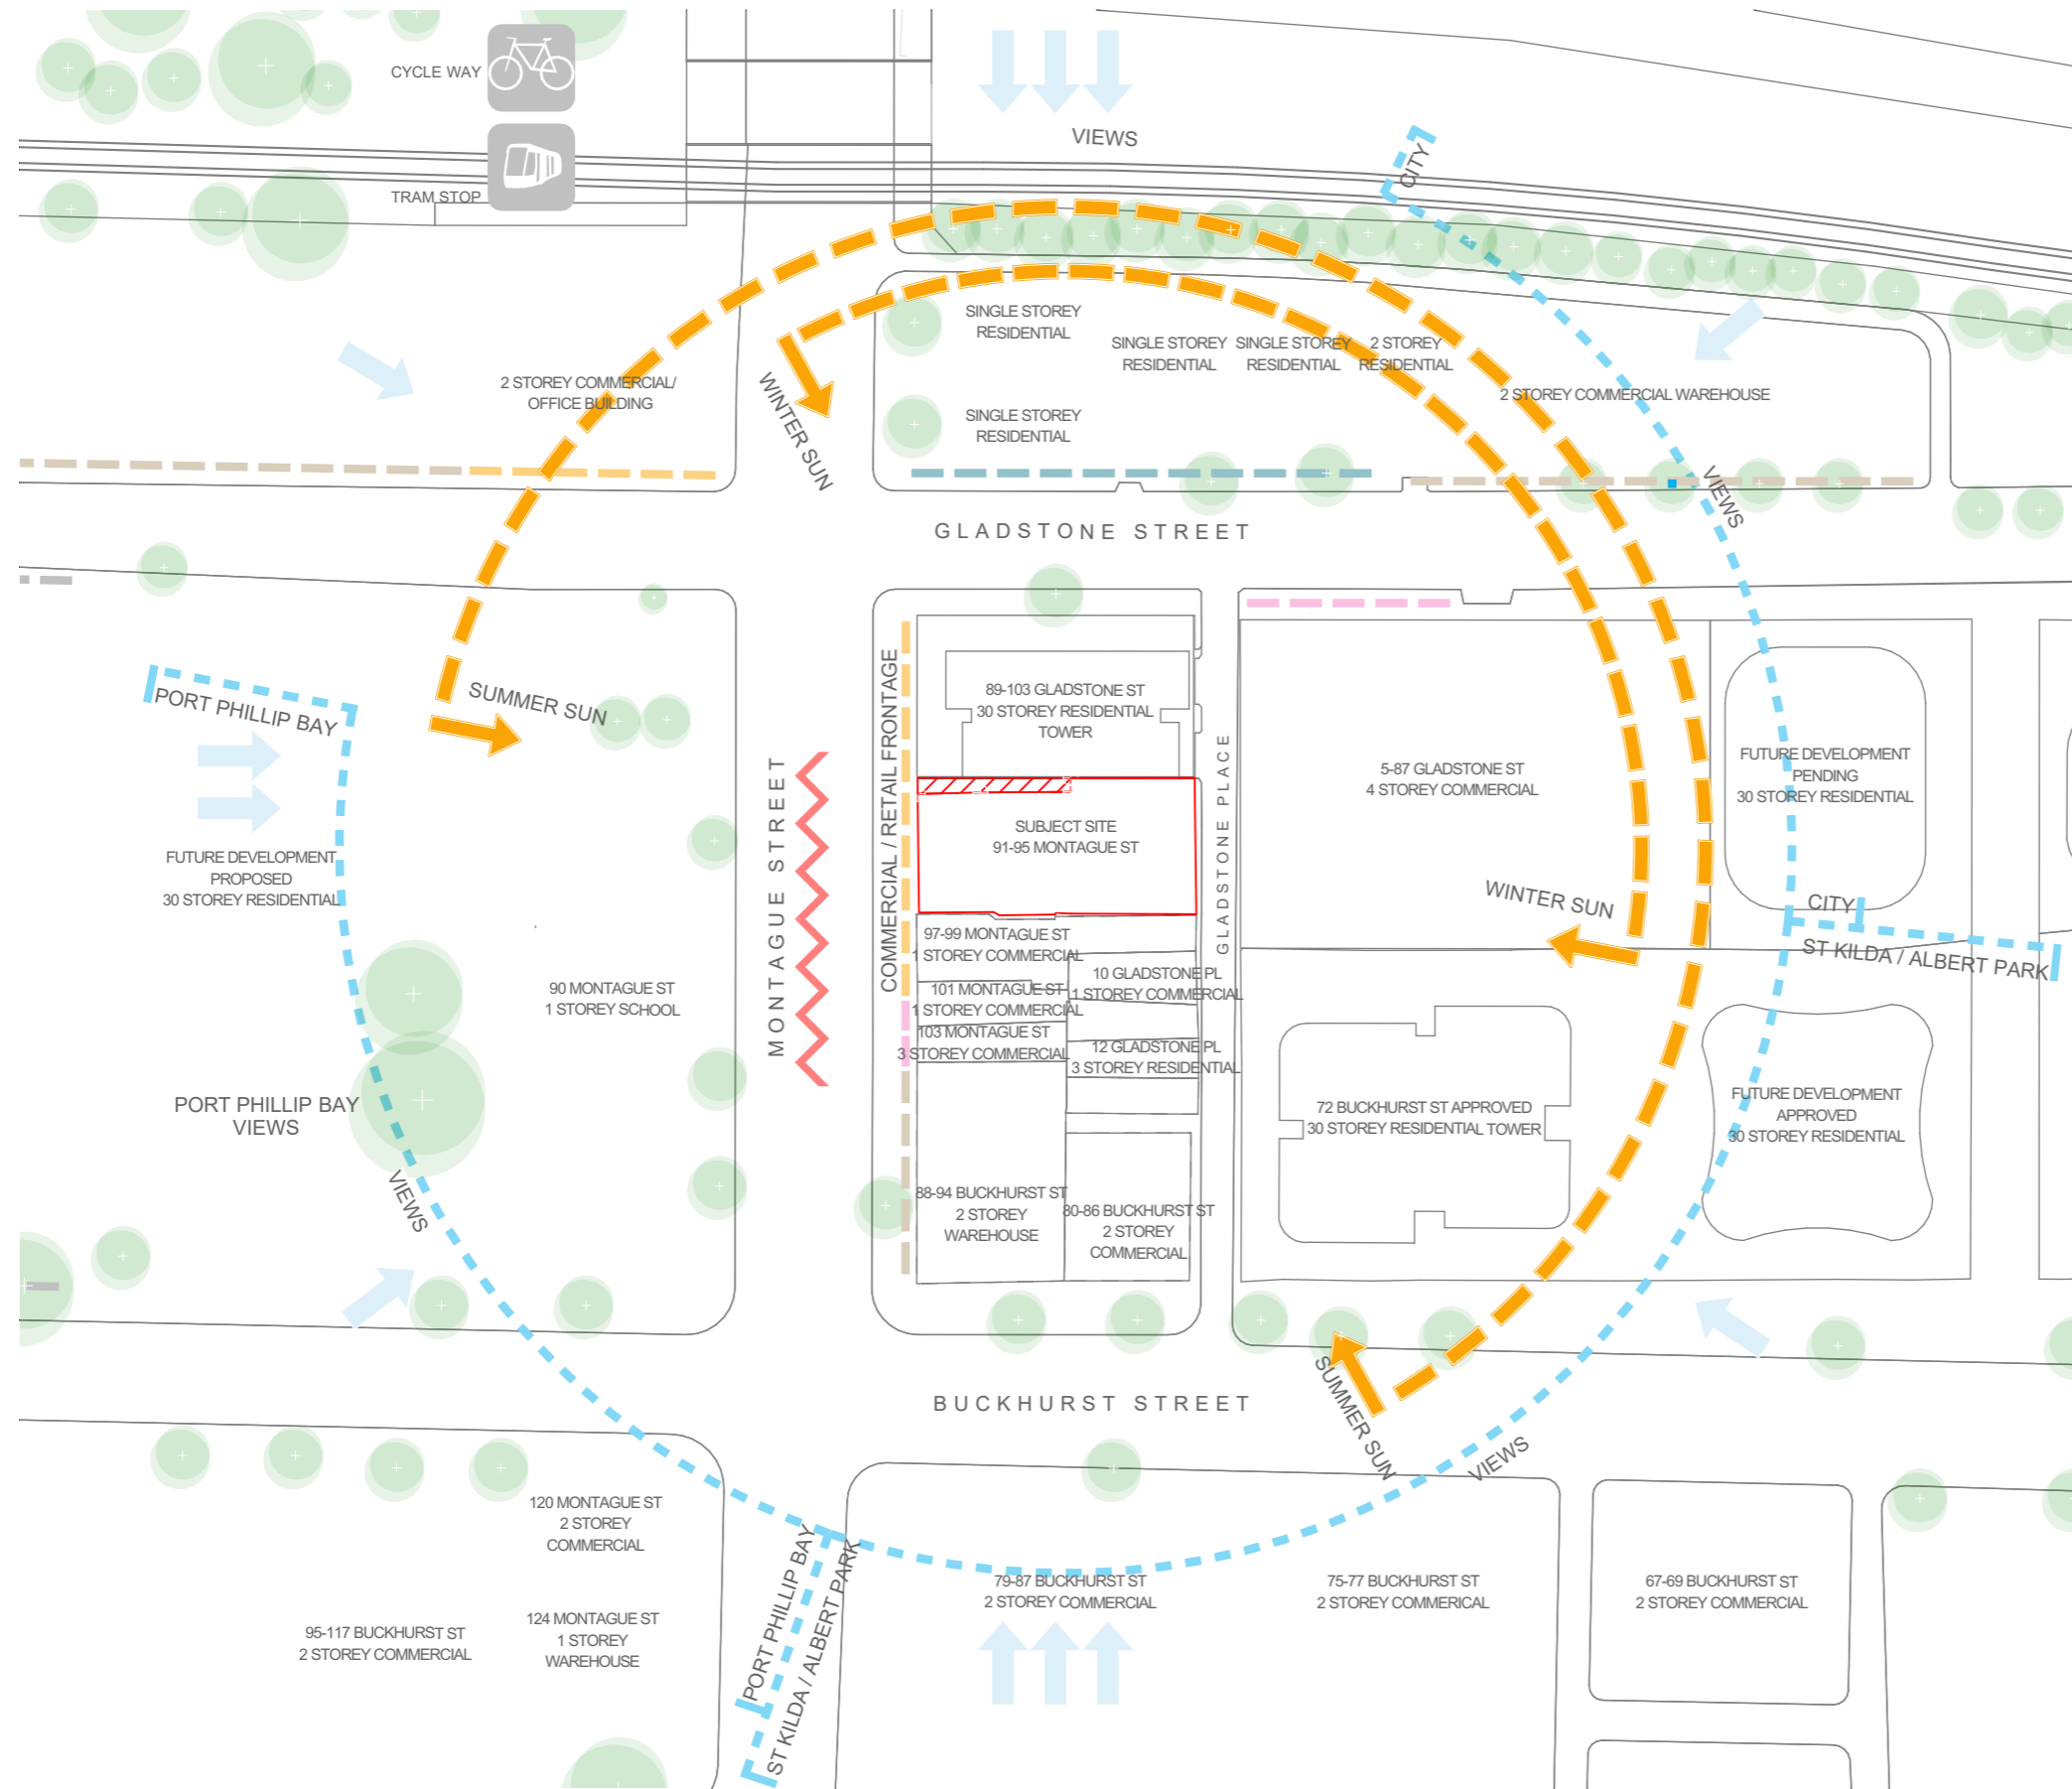 CYCLE WAY
TRAM STOP
VIEWS
CITY
SINGLE STOREY
RESIDENTIAL
SINGLE STOREY
RESIDENTIAL
SINGLE STOREY
RESIDENTIAL
2 STOREY
RESIDENTIAL
2 STOREY COMMERCIAL/
OFFICE BUILDING
WINTER SUN
2 STOREY COMMERCIAL WAREHOUSE
SINGLE STOREY
RESIDENTIAL
VIEWS
GLADSTONE STREET
PORT PHILLIP BAY
SUMMER SUN
COMMERCIAL / RETAIL FRONTAGE
89-103 GLADSTONE ST
30 STOREY RESIDENTIAL
TOWER
MONTAGUE STREET
GLADSTONE PLACE
5-87 GLADSTONE ST
4 STOREY COMMERCIAL
FUTURE DEVELOPMENT
PENDING
30 STOREY RESIDENTIAL
SUBJECT SITE
91-95 MONTAGUE ST
FUTURE DEVELOPMENT
PROPOSED
30 STOREY RESIDENTIAL
WINTER SUN
CITY
ST KILDA / ALBERT PARK
97-99 MONTAGUE ST
1 STOREY COMMERCIAL
10 GLADSTONE PL
1 STOREY COMMERCIAL
101 MONTAGUE ST
1 STOREY COMMERCIAL
90 MONTAGUE ST
1 STOREY SCHOOL
103 MONTAGUE ST
3 STOREY COMMERCIAL
12 GLADSTONE PL
3 STOREY RESIDENTIAL
PORT PHILLIP BAY
VIEWS
72 BUCKHURST ST APPROVED
30 STOREY RESIDENTIAL TOWER
FUTURE DEVELOPMENT
APPROVED
30 STOREY RESIDENTIAL
VIEWS
88-94 BUCKHURST ST
2 STOREY
WAREHOUSE
80-86 BUCKHURST ST
2 STOREY
COMMERCIAL
BUCKHURST STREET
SUMMER SUN
VIEWS
120 MONTAGUE ST
2 STOREY
COMMERCIAL
PORT PHILLIP BAY
ST KILDA / ALBERT PARK
79-87 BUCKHURST ST
2 STOREY COMMERCIAL
75-77 BUCKHURST ST
2 STOREY COMMERICAL
67-69 BUCKHURST ST
2 STOREY COMMERCIAL
95-117 BUCKHURST ST
2 STOREY COMMERCIAL
124 MONTAGUE ST
1 STOREY
WAREHOUSE